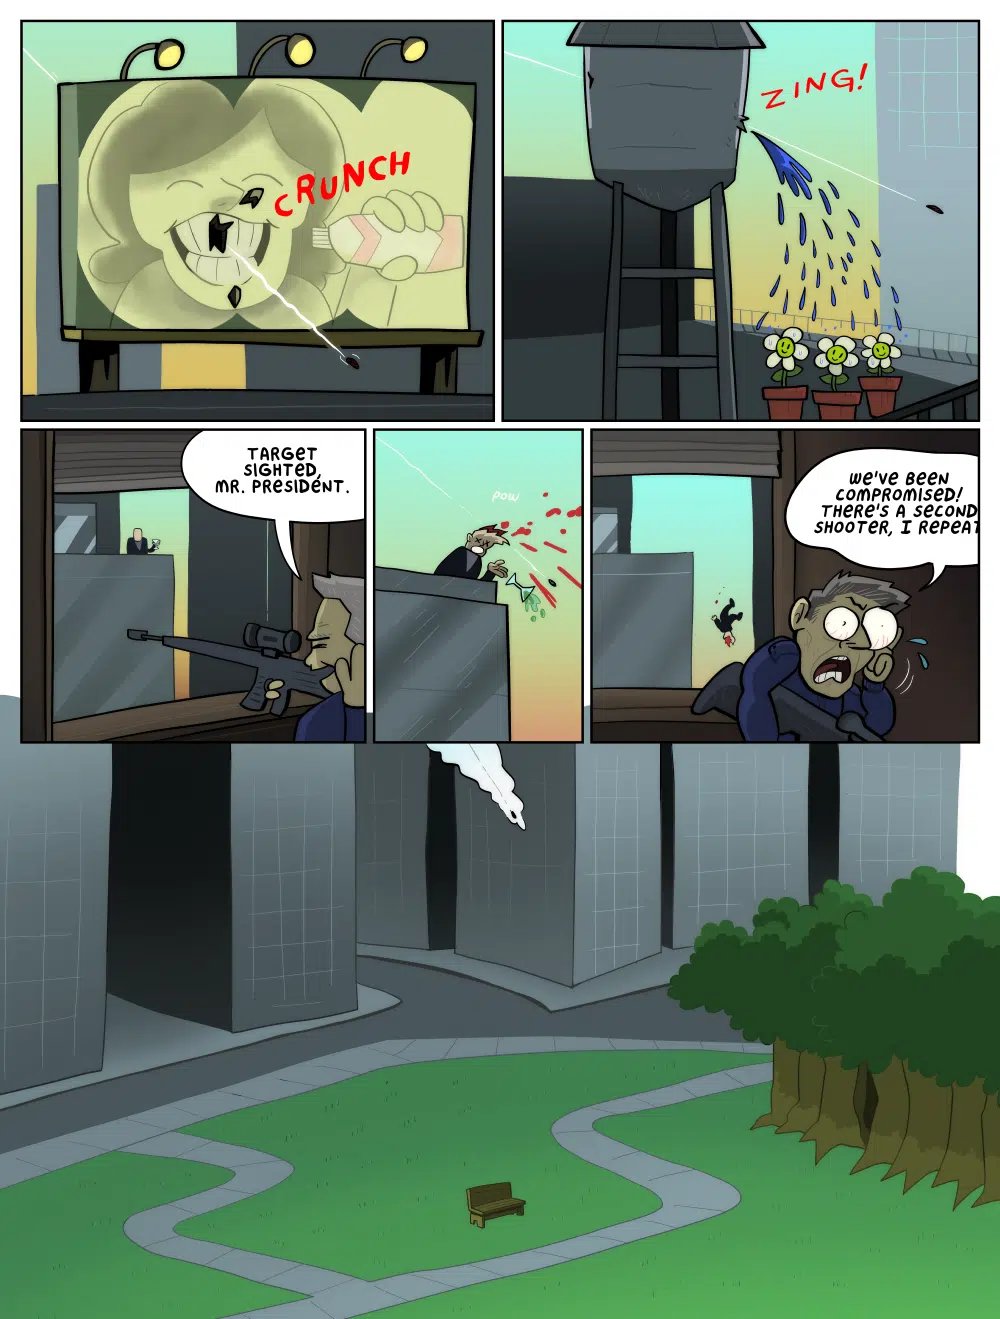 CRUNCH
ZING!
TARGET
SIGHTED,
MR. PRESIDENT.
POW
WE'VE BEEN
COMPROMISED!
THERE'S A SECOND
SHOOTER, I REPEAT